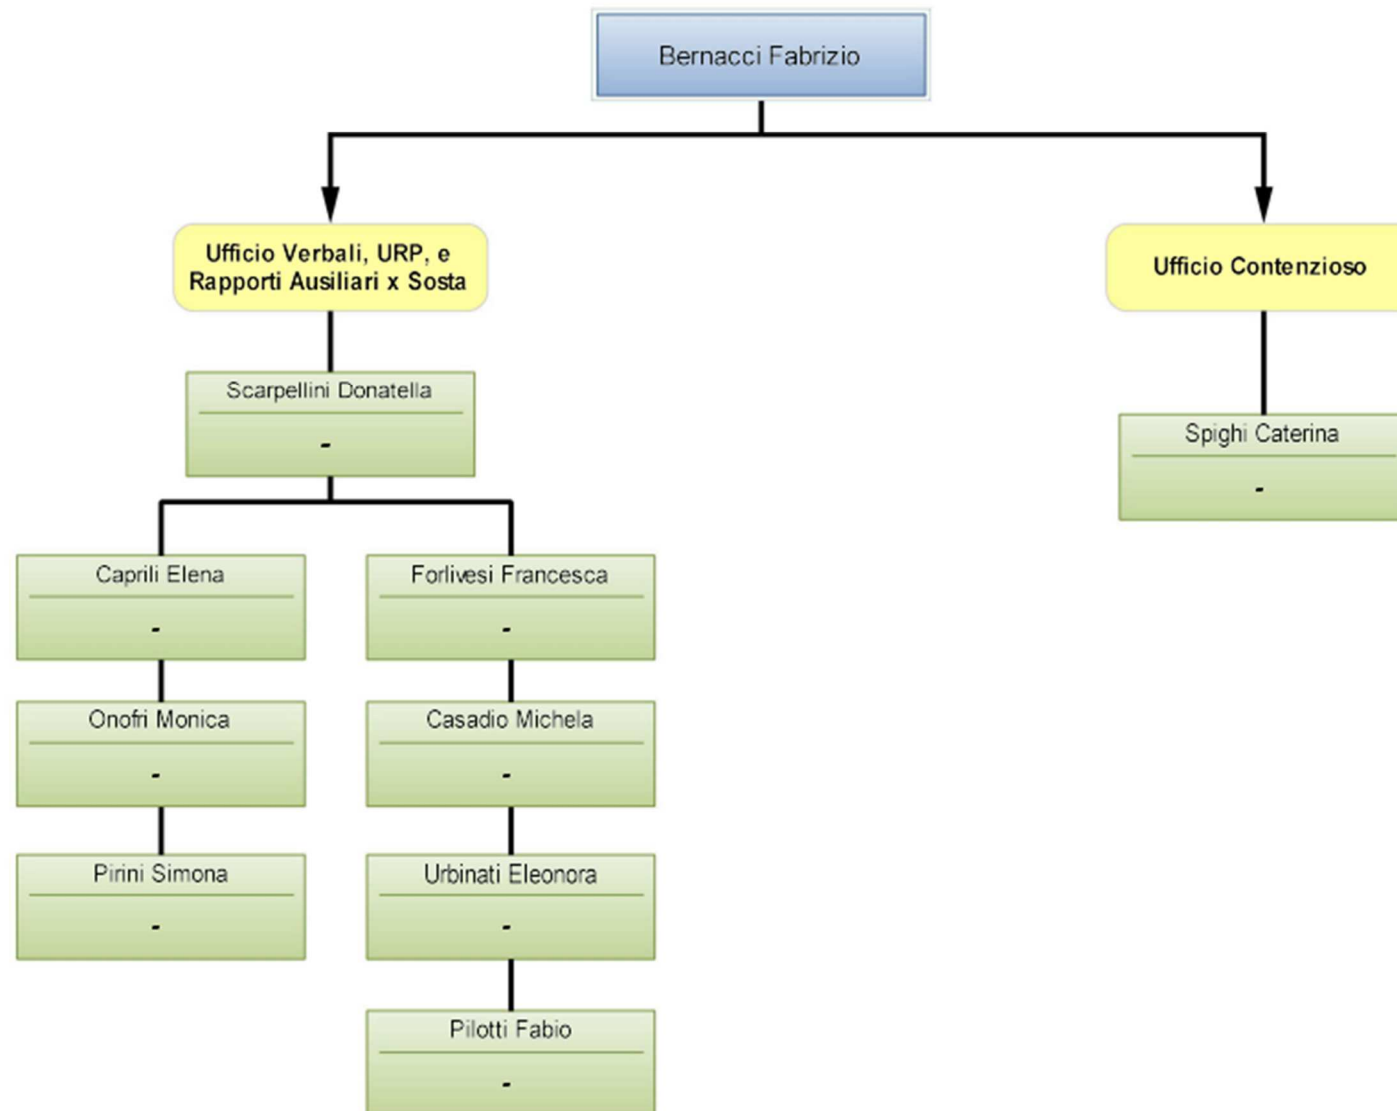 Bernacci Fabrizio
Ufficio Verbali, URP, e
Rapporti Ausiliari x Sosta
Ufficio Contenzioso
Scarpellini Donatella
-
Spighi Caterina
-
Caprili Elena
-
Forlivesi Francesca
-
Onofri Monica
-
Casadio Michela
-
Pirini Simona
-
Urbinati Eleonora
-
Pilotti Fabio
-